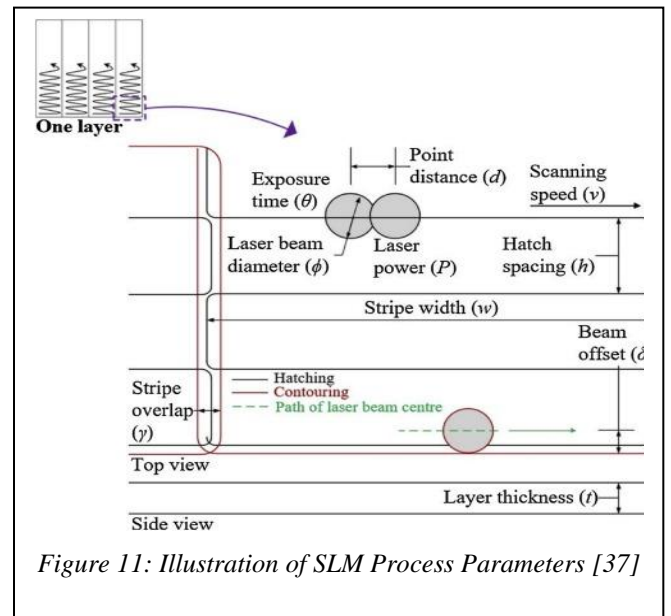 One layer
Point
distance (d)
Exposure
time (θ)
Scanning
speed (v)
Laser beam
diameter (ϕ)
Laser
power (P)
Hatch
spacing (h)
Stripe width (w)
Beam
offset (δ
Hatching
Contouring
Path of laser beam centre
Stripe
overlap
(γ)
Top view
Layer thickness (t)
Side view
Figure 11: Illustration of SLM Process Parameters [37]